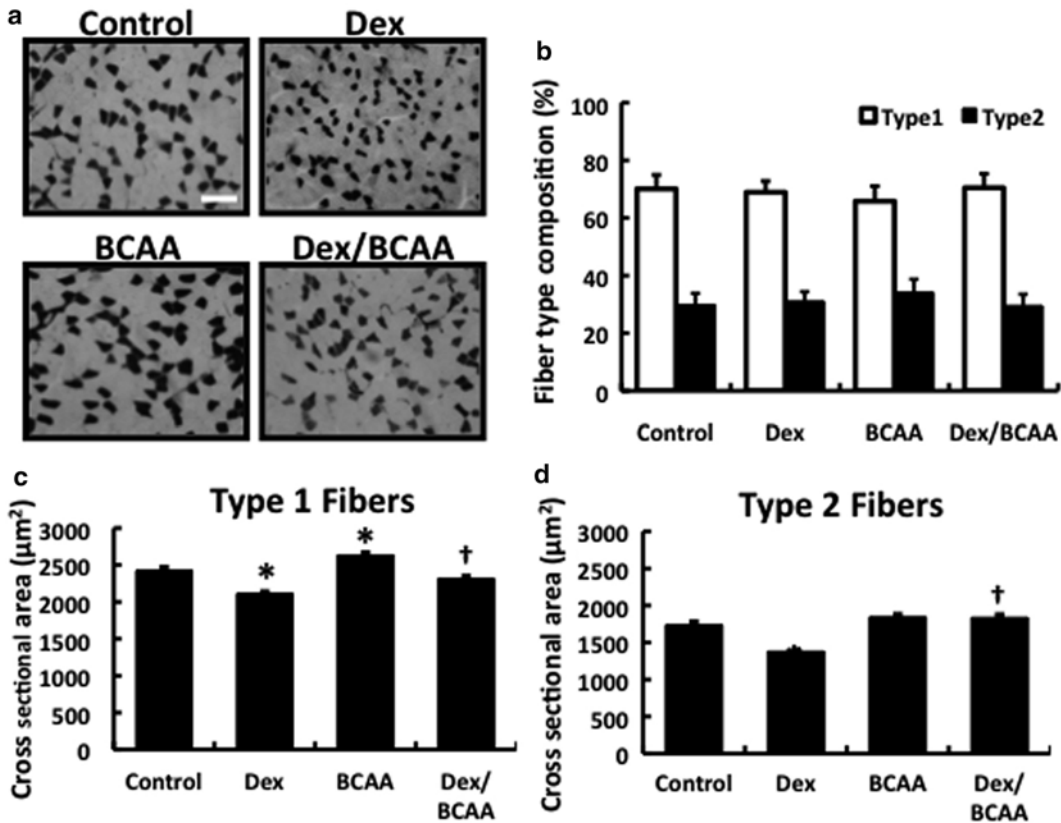 a
Control
Dex
BCAA
Dex/BCAA
b
Fiber type composition (%)
100
80
60
40
20
0
Type1
Type2
Control
Dex
BCAA
Dex/BCAA
c
Type 1 Fibers
Cross sectional area (µm²)
3000
2500
2000
1500
1000
500
0
*
*
†
Control
Dex
BCAA
Dex/
BCAA
d
Type 2 Fibers
Cross sectional area (µm²)
3000
2500
2000
1500
1000
500
0
†
Control
Dex
BCAA
Dex/
BCAA